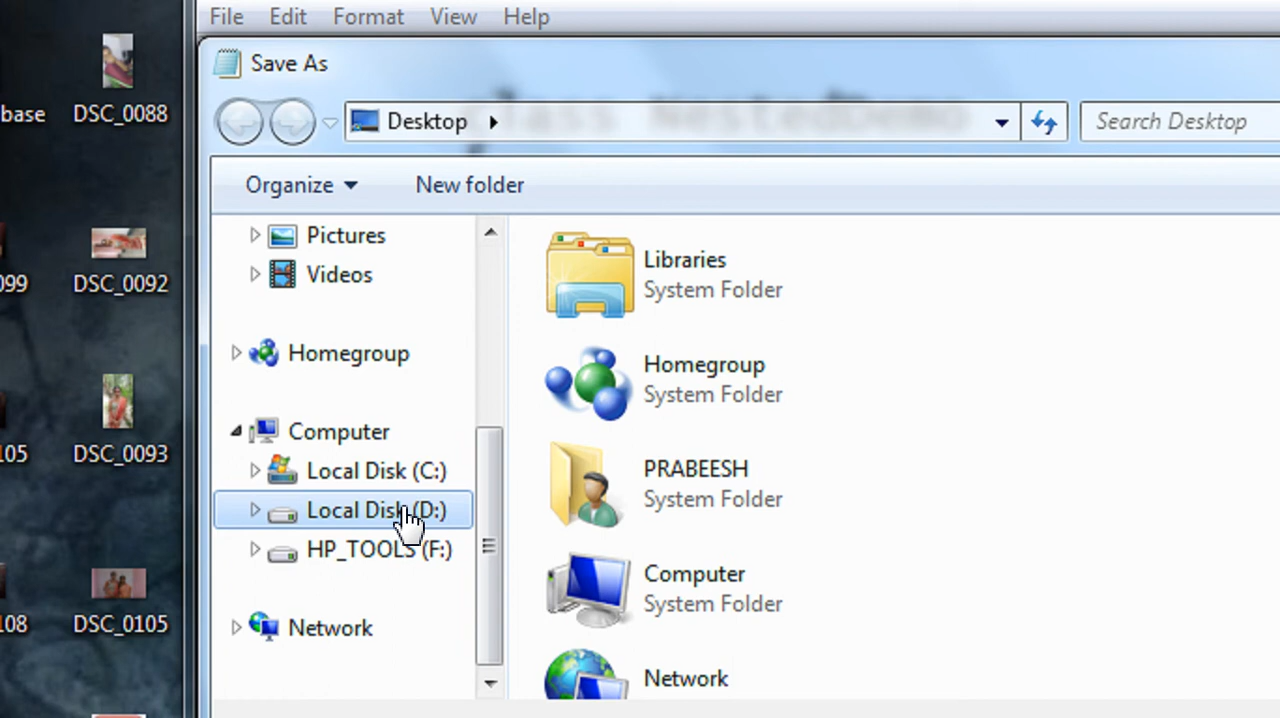 File Edit Format View Help
Save As
Desktop
Search Desktop
class NestedDemo
Organize
New folder
Pictures
Videos
Homegroup
Computer
Local Disk (C:)
Local Disk (D:)
HP_TOOLS (F:)
Network
Libraries
System Folder
Homegroup
System Folder
PRABEESH
System Folder
Computer
System Folder
Network
base
DSC_0088
099
DSC_0092
105
DSC_0093
108
DSC_0105